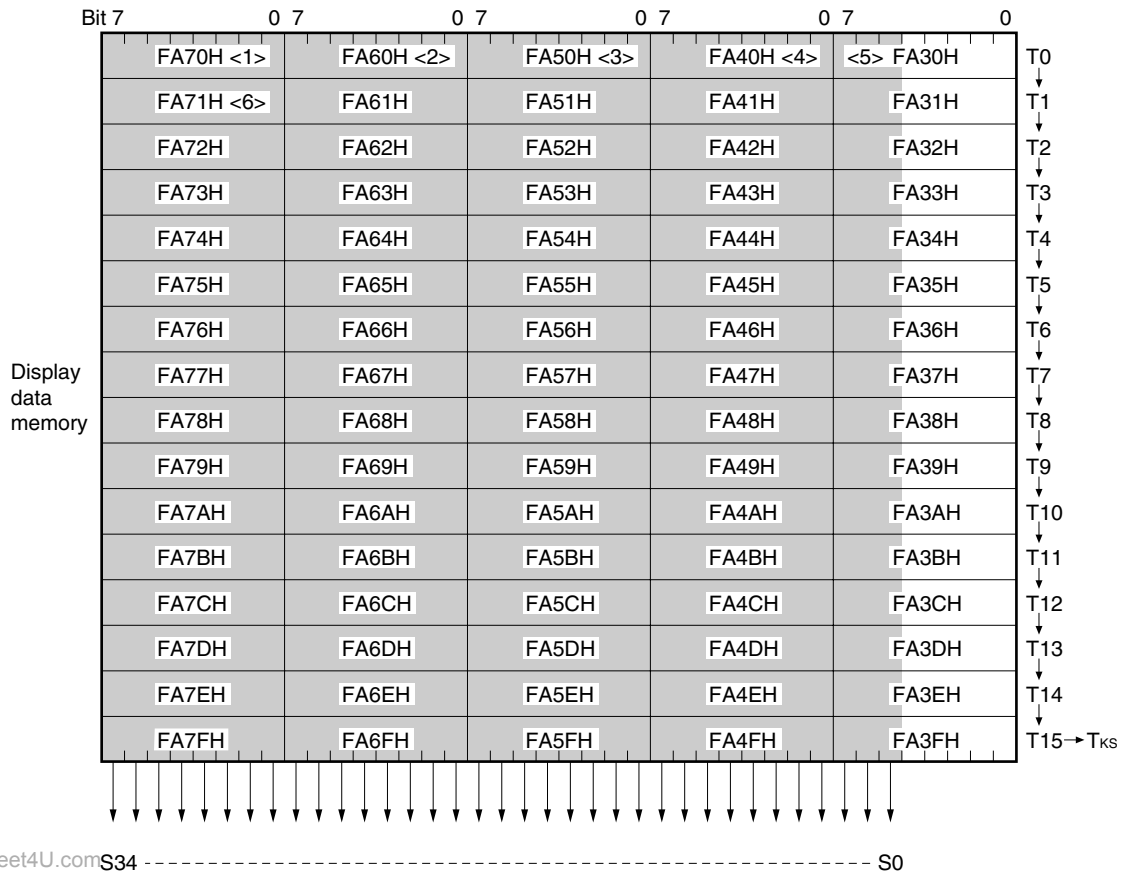 Bit 7 0 7 0 7 0 7 0 7 0
FA70H <1> FA60H <2> FA50H <3> FA40H <4> <5> FA30H T0
FA71H <6> FA61H FA51H FA41H FA31H T1
FA72H FA62H FA52H FA42H FA32H T2
FA73H FA63H FA53H FA43H FA33H T3
FA74H FA64H FA54H FA44H FA34H T4
FA75H FA65H FA55H FA45H FA35H T5
FA76H FA66H FA56H FA46H FA36H T6
FA77H FA67H FA57H FA47H FA37H T7
Display
data
memory
FA78H FA68H FA58H FA48H FA38H T8
FA79H FA69H FA59H FA49H FA39H T9
FA7AH FA6AH FA5AH FA4AH FA3AH T10
FA7BH FA6BH FA5BH FA4BH FA3BH T11
FA7CH FA6CH FA5CH FA4CH FA3CH T12
FA7DH FA6DH FA5DH FA4DH FA3DH T13
FA7EH FA6EH FA5EH FA4EH FA3EH T14
FA7FH FA6FH FA5FH FA4FH FA3FH T15 → TKS
eet4U.com
S34 S0